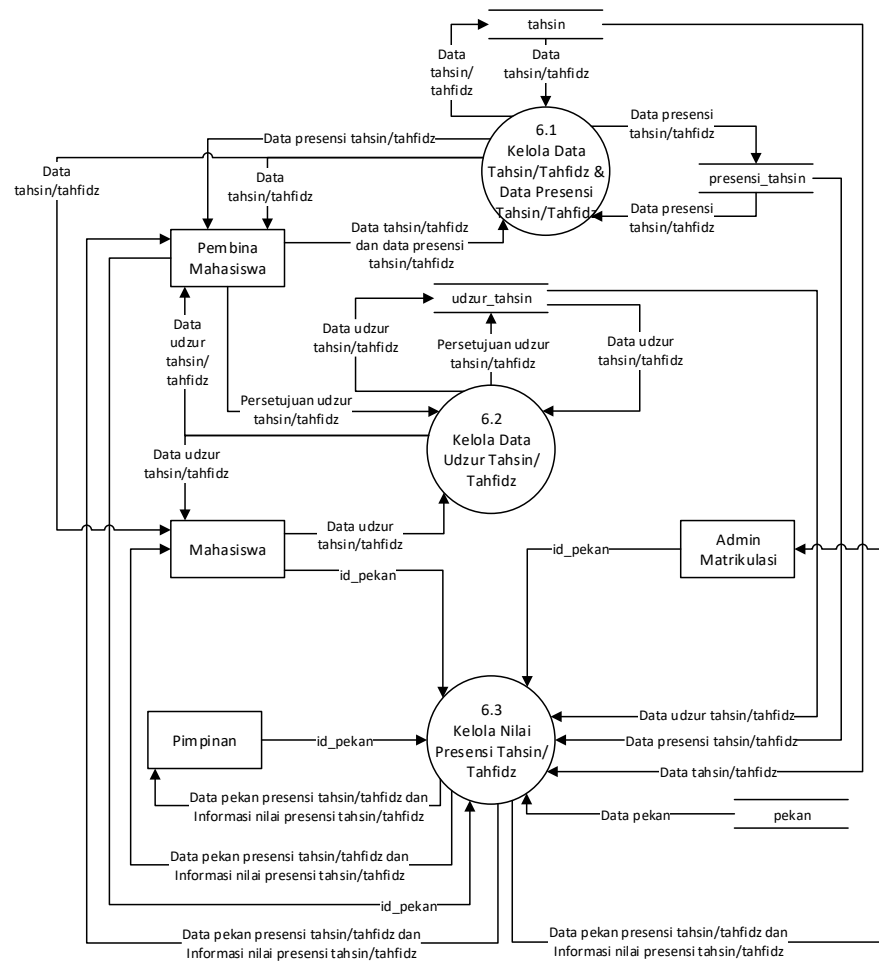 tahsin
Data
tahsin/
tahfidz
Data
tahsin/tahfidz
6.1
Kelola Data
Tahsin/Tahfidz &
Data Presensi
Tahsin/Tahfidz
Data presensi
tahsin/tahfidz
Data presensi tahsin/tahfidz
Data
tahsin/tahfidz
Data
tahsin/tahfidz
presensi_tahsin
Data presensi
tahsin/tahfidz
Pembina
Mahasiswa
Data tahsin/tahfidz
dan data presensi
tahsin/tahfidz
udzur_tahsin
Data
udzur
tahsin/
tahfidz
Data udzur
tahsin/tahfidz
Persetujuan udzur
tahsin/tahfidz
Data udzur
tahsin/tahfidz
Persetujuan udzur
tahsin/tahfidz
6.2
Kelola Data
Udzur Tahsin/
Tahfidz
Data udzur
tahsin/tahfidz
Mahasiswa
Data udzur
tahsin/tahfidz
id_pekan
id_pekan
Admin
Matrikulasi
6.3
Kelola Nilai
Presensi Tahsin/
Tahfidz
Pimpinan
id_pekan
Data udzur tahsin/tahfidz
Data presensi tahsin/tahfidz
Data tahsin/tahfidz
Data pekan
pekan
Data pekan presensi tahsin/tahfidz dan
Informasi nilai presensi tahsin/tahfidz
Data pekan presensi tahsin/tahfidz dan
Informasi nilai presensi tahsin/tahfidz
id_pekan
Data pekan presensi tahsin/tahfidz dan
Informasi nilai presensi tahsin/tahfidz
Data pekan presensi tahsin/tahfidz dan
Informasi nilai presensi tahsin/tahfidz